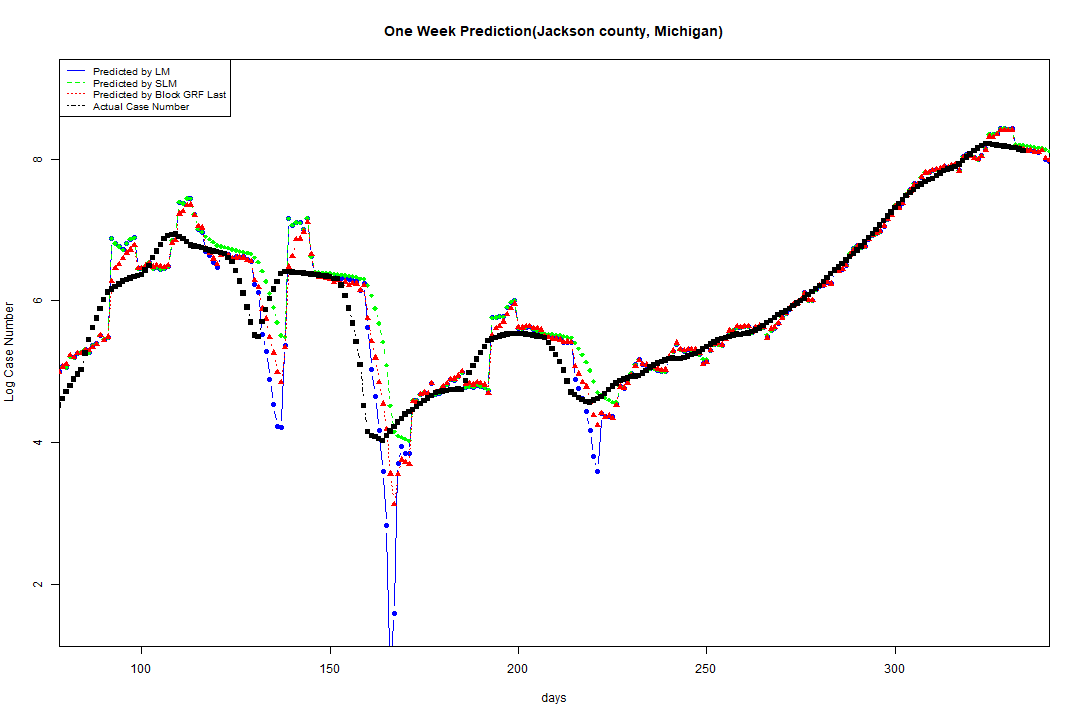 One Week Prediction(Jackson county, Michigan)
Predicted by LM
Predicted by SLM
Predicted by Block GRF Last
Actual Case Number
8
6
4
2
Log Case Number
100 150 200 250 300
days